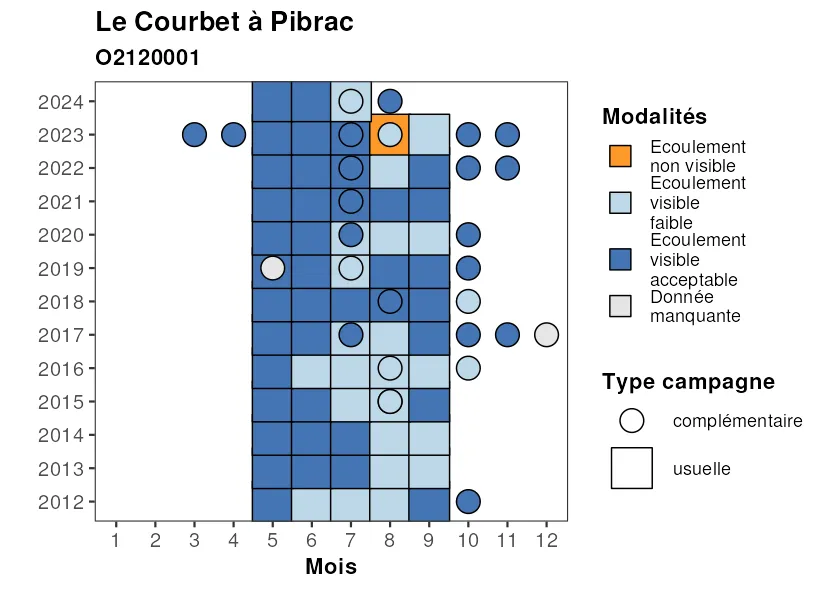 Le Courbet à Pibrac
O2120001
2024
2023
2022
2021
2020
2019
2018
2017
2016
2015
2014
2013
2012
1 2 3 4 5 6 7 8 9 10 11 12
Mois
Modalités
Ecoulement
non visible
Ecoulement
visible
faible
Ecoulement
visible
acceptable
Donnée
manquante
Type campagne
complémentaire
usuelle